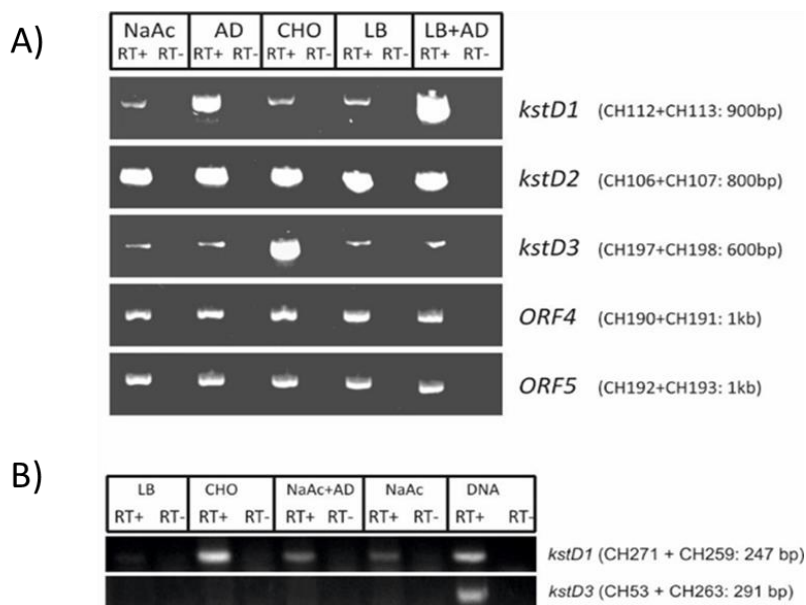 A)
NaAc AD CHO LB LB+AD
RT+ RT- RT+ RT- RT+ RT- RT+ RT- RT+ RT-
kstD1 (CH112+CH113: 900bp)
kstD2 (CH106+CH107: 800bp)
kstD3 (CH197+CH198: 600bp)
ORF4 (CH190+CH191: 1kb)
ORF5 (CH192+CH193: 1kb)
B)
LB CHO NaAc+AD NaAc DNA
RT+ RT- RT+ RT- RT+ RT- RT+ RT- RT+ RT-
kstD1 (CH271 + CH259: 247 bp)
kstD3 (CH53 + CH263: 291 bp)